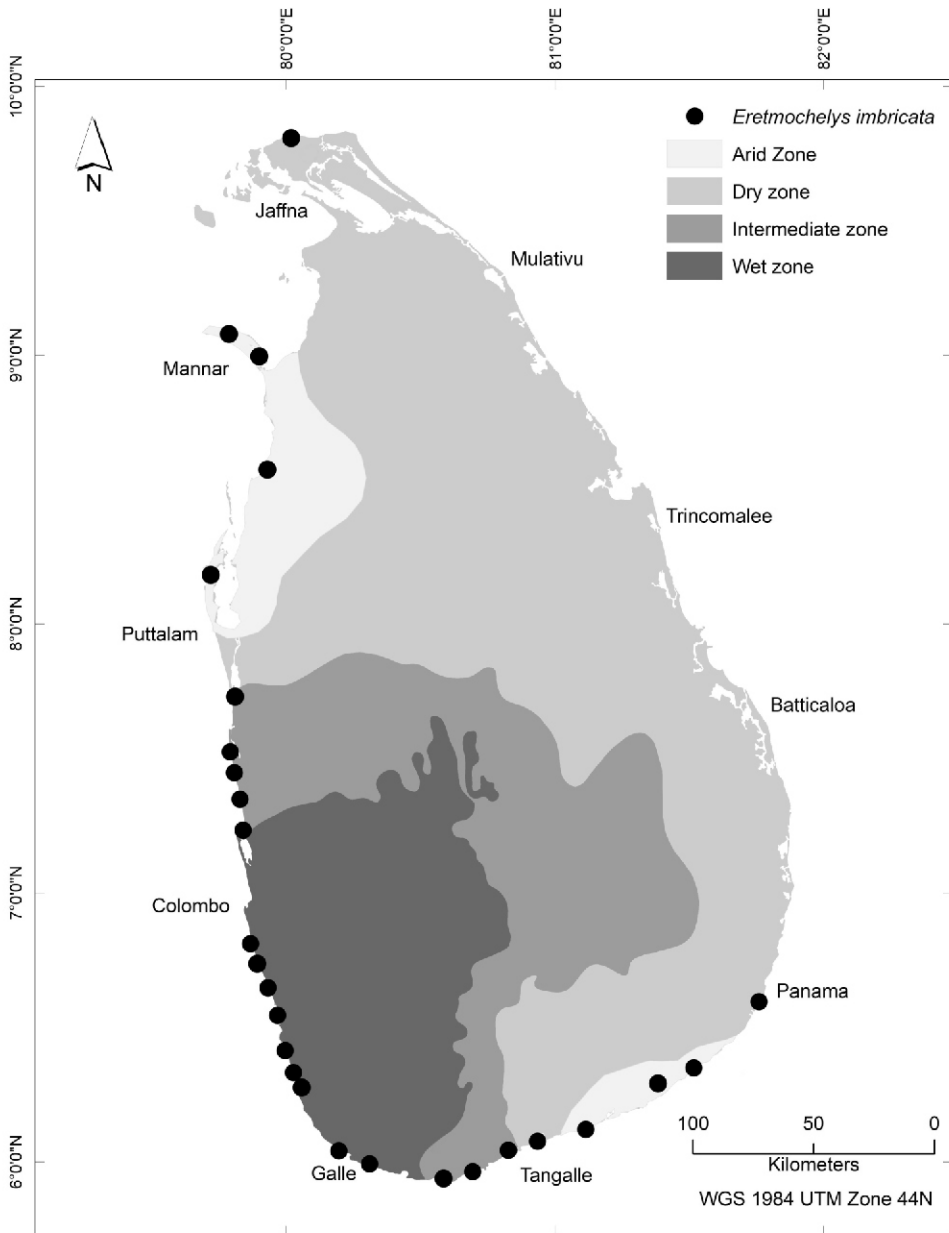 80°0'0"E
81°0'0"E
82°0'0"E
10°0'0"N
Eretmochelys imbricata
Arid Zone
Dry zone
Intermediate zone
Wet zone
N
Jaffna
Mulativu
9°0'0"N
Mannar
Trincomalee
8°0'0"N
Puttalam
Batticaloa
7°0'0"N
Colombo
Panama
6°0'0"N
Galle
Tangalle
100 50 0
Kilometers
WGS 1984 UTM Zone 44N